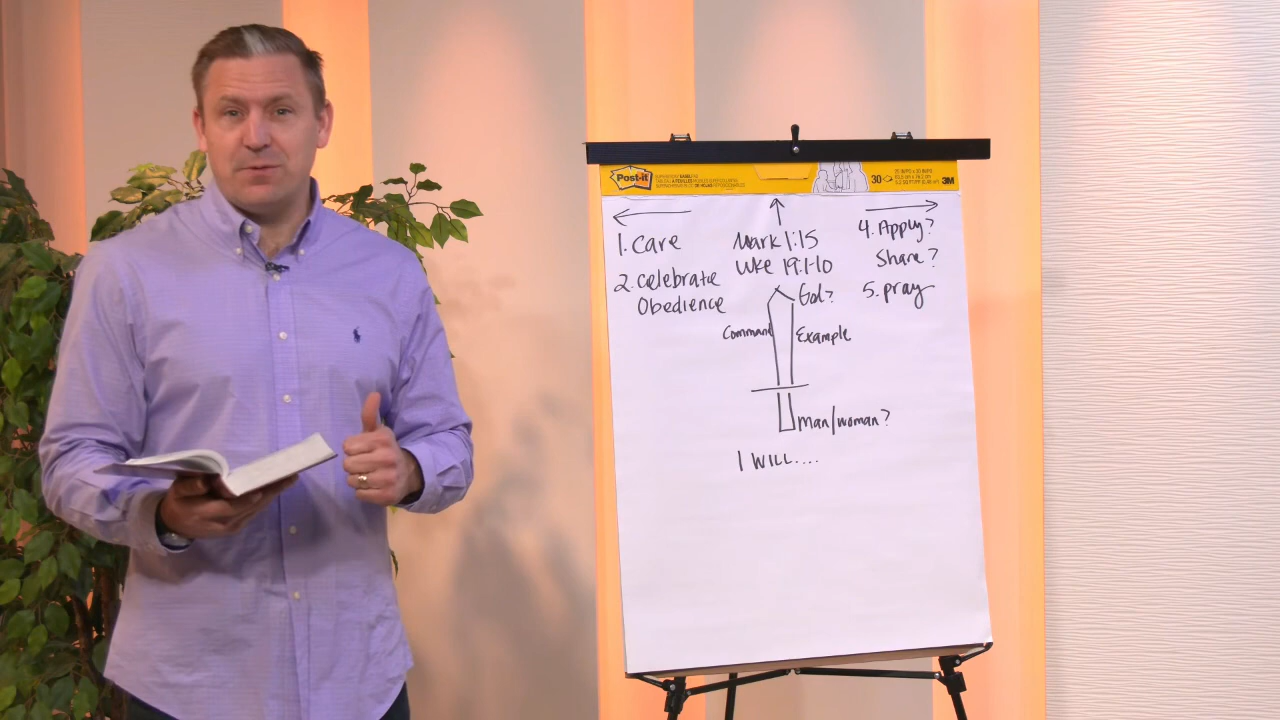 Post-it
30
3M
1. Care
2. Celebrate
Obedience
Mark 1:15
Luke 19:1-10
God?
Command
Example
Man/woman?
I WILL....
4. Apply?
Share?
5. pray